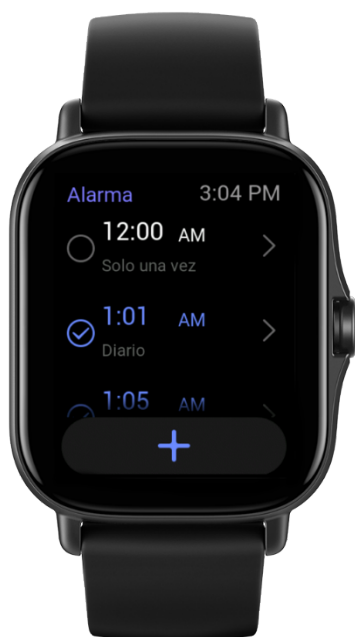 Alarma 3:04 PM
12:00 AM
Solo una vez
1:01 AM
Diario
1:05 AM